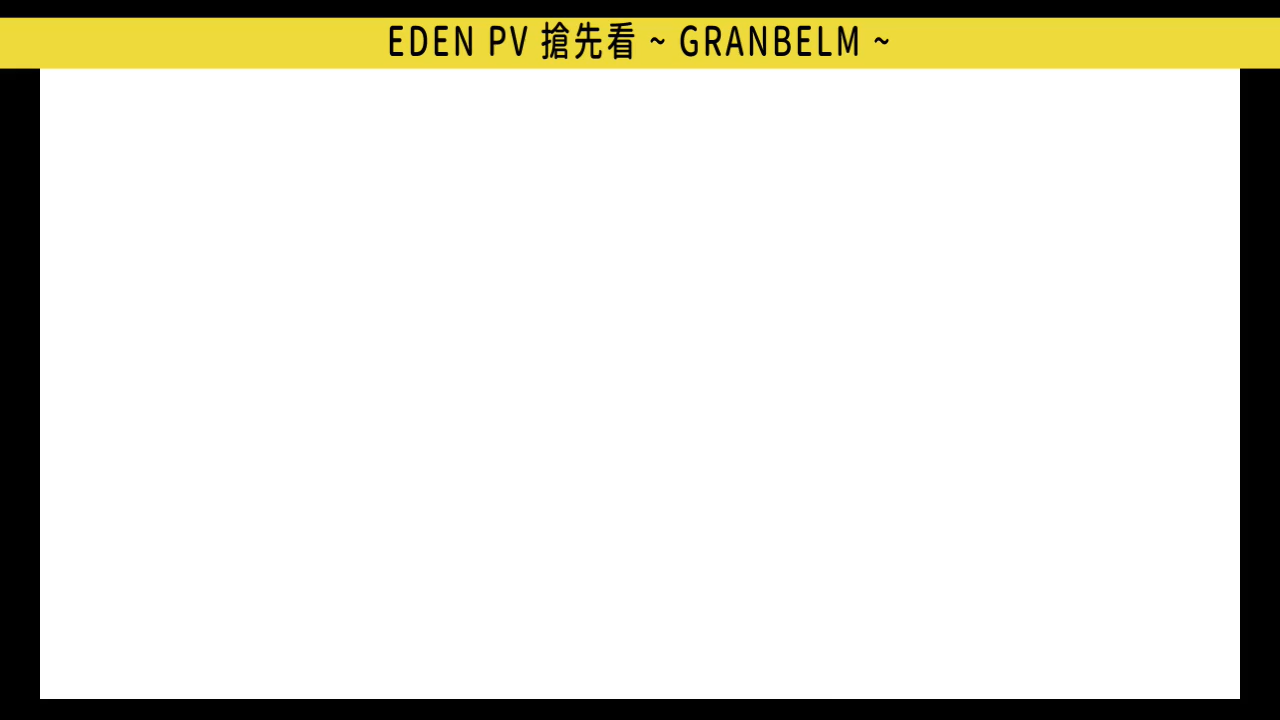 EDEN PV 搶先看 ~ GRANBELM ~